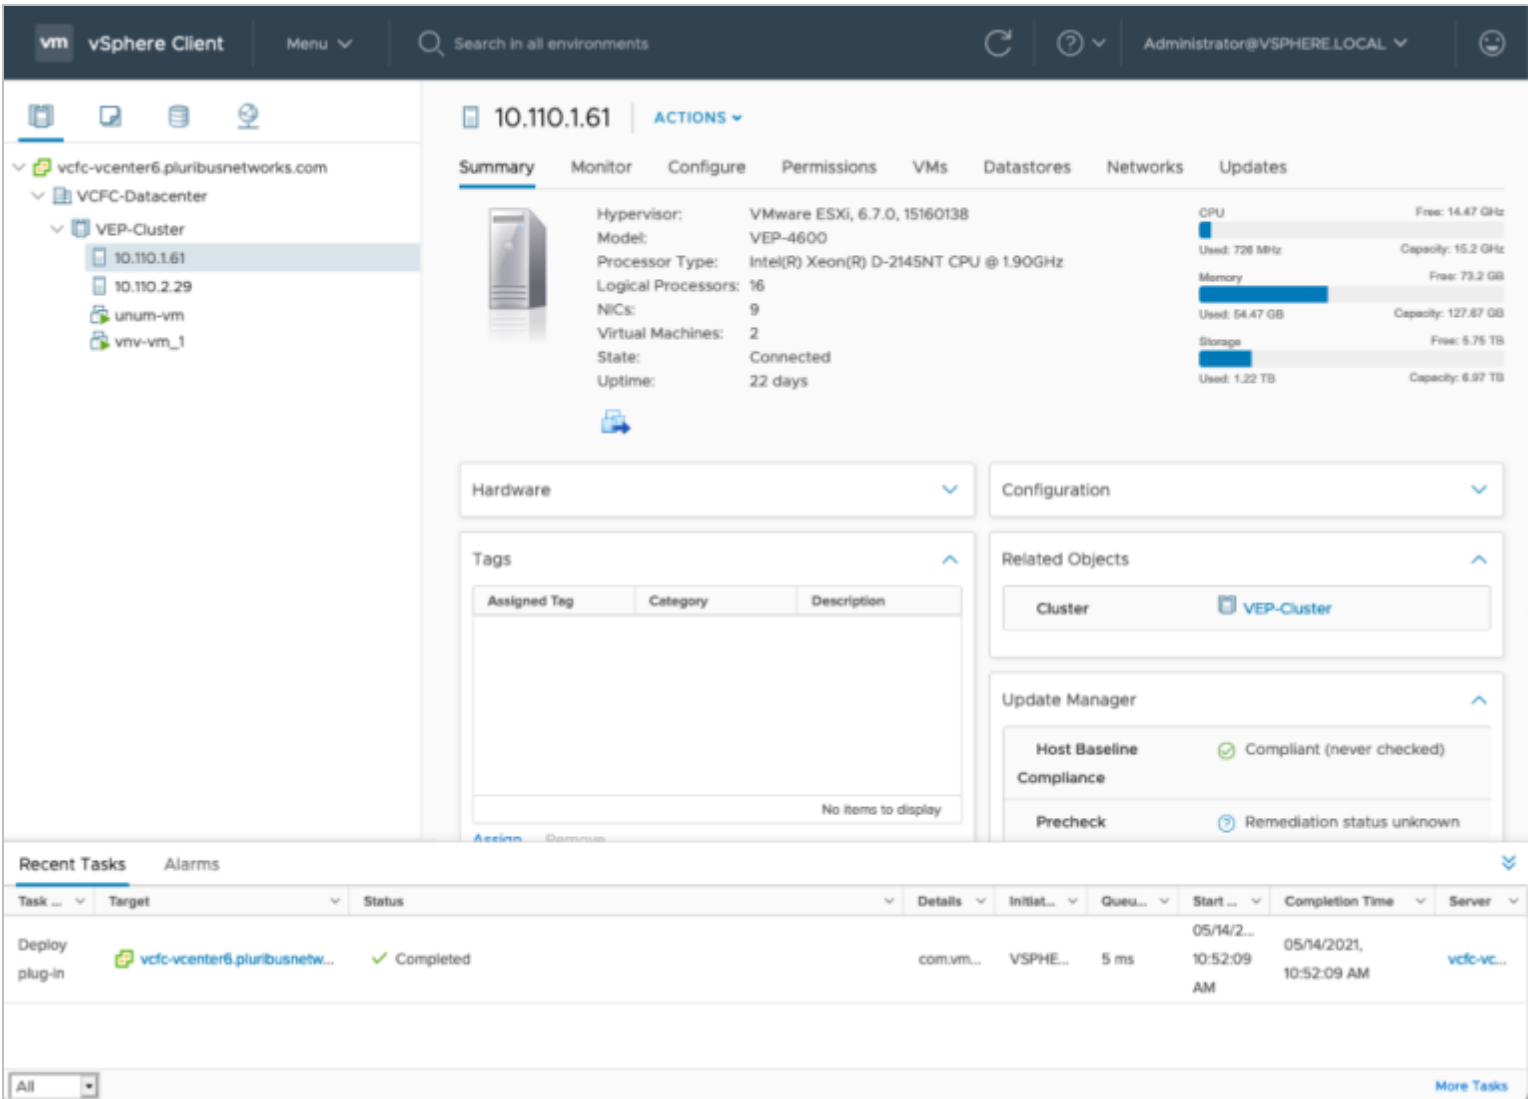 vm vSphere Client Menu Search in all environments Administrator@VSPHERE.LOCAL
vcfc-vcenter6.pluribusnetworks.com
VCFC-Datacenter
VEP-Cluster
10.110.1.61
10.110.2.29
unum-vm
vnv-vm_1
10.110.1.61 ACTIONS
Summary Monitor Configure Permissions VMs Datastores Networks Updates
Hypervisor: VMware ESXi, 6.7.0, 15160138
Model: VEP-4600
Processor Type: Intel(R) Xeon(R) D-2145NT CPU @ 1.90GHz
Logical Processors: 16
NICs: 9
Virtual Machines: 2
State: Connected
Uptime: 22 days
CPU Free: 14.47 GHz
Used: 726 MHz Capacity: 15.2 GHz
Memory Free: 73.2 GB
Used: 54.47 GB Capacity: 127.67 GB
Storage Free: 5.75 TB
Used: 1.22 TB Capacity: 6.97 TB
Hardware
Configuration
Tags
Assigned Tag Category Description
No items to display
Assign Remove
Related Objects
Cluster VEP-Cluster
Update Manager
Host Baseline
Compliance
Compliant (never checked)
Precheck Remediation status unknown
Recent Tasks Alarms
Task ... Target Status Details Initiat... Queu... Start ... Completion Time Server
Deploy
plug-in
vcfc-vcenter6.pluribusnetw...
Completed
com.vm...
VSPHE...
5 ms
05/14/2...
10:52:09
AM
05/14/2021,
10:52:09 AM
vcfc-vc...
All
More Tasks